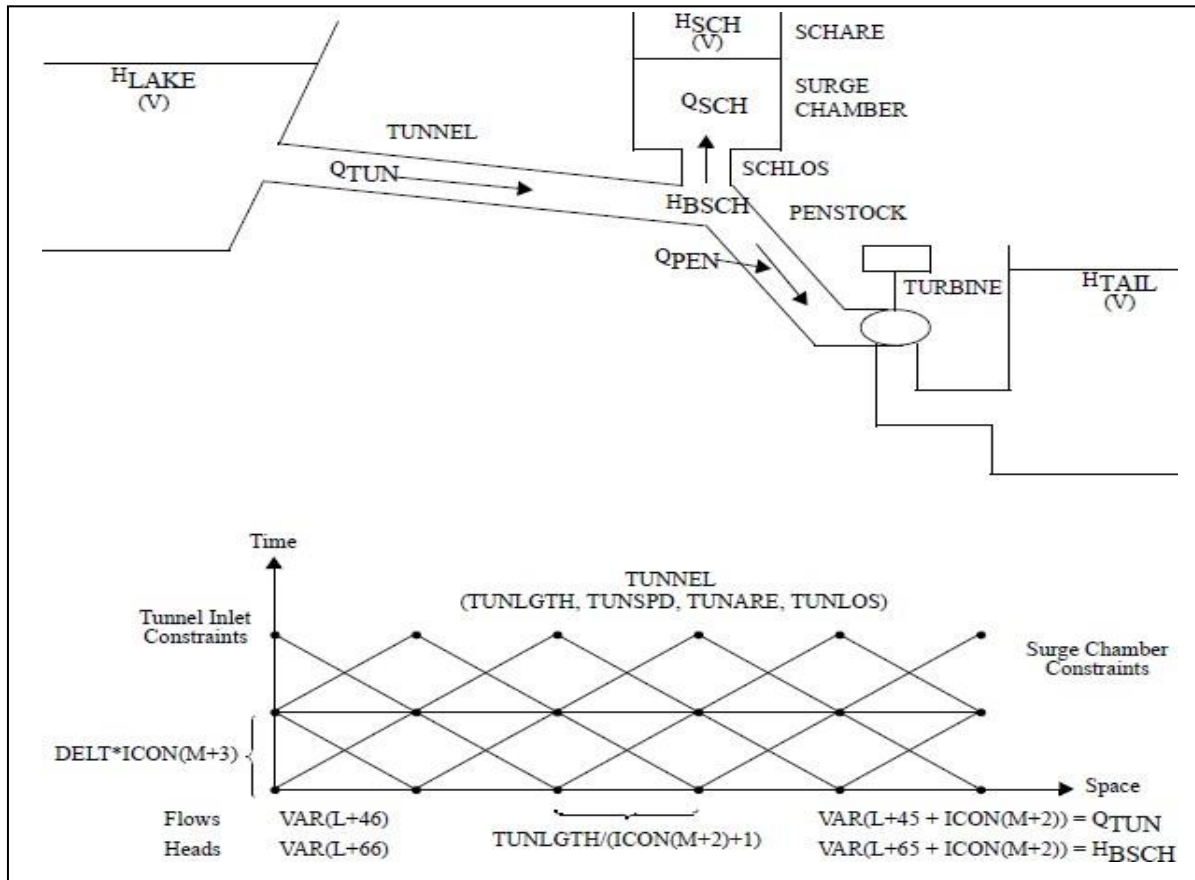 HSCH
(V)
SCHARE
HLAKE
(V)
SURGE
CHAMBER
QSCH
TUNNEL
SCHLOS
QTUN
HBSCH
PENSTOCK
QPEN
TURBINE
HTAIL
(V)
Time
TUNNEL
(TUNLGTH, TUNSPD, TUNARE, TUNLOS)
Tunnel Inlet
Constraints
Surge Chamber
Constraints
DELT*ICON(M+3)
Space
Flows VAR(L+46) VAR(L+45 + ICON(M+2)) = QTUN
TUNLGTH/(ICON(M+2)+1)
Heads VAR(L+66) VAR(L+65 + ICON(M+2)) = HBSCH